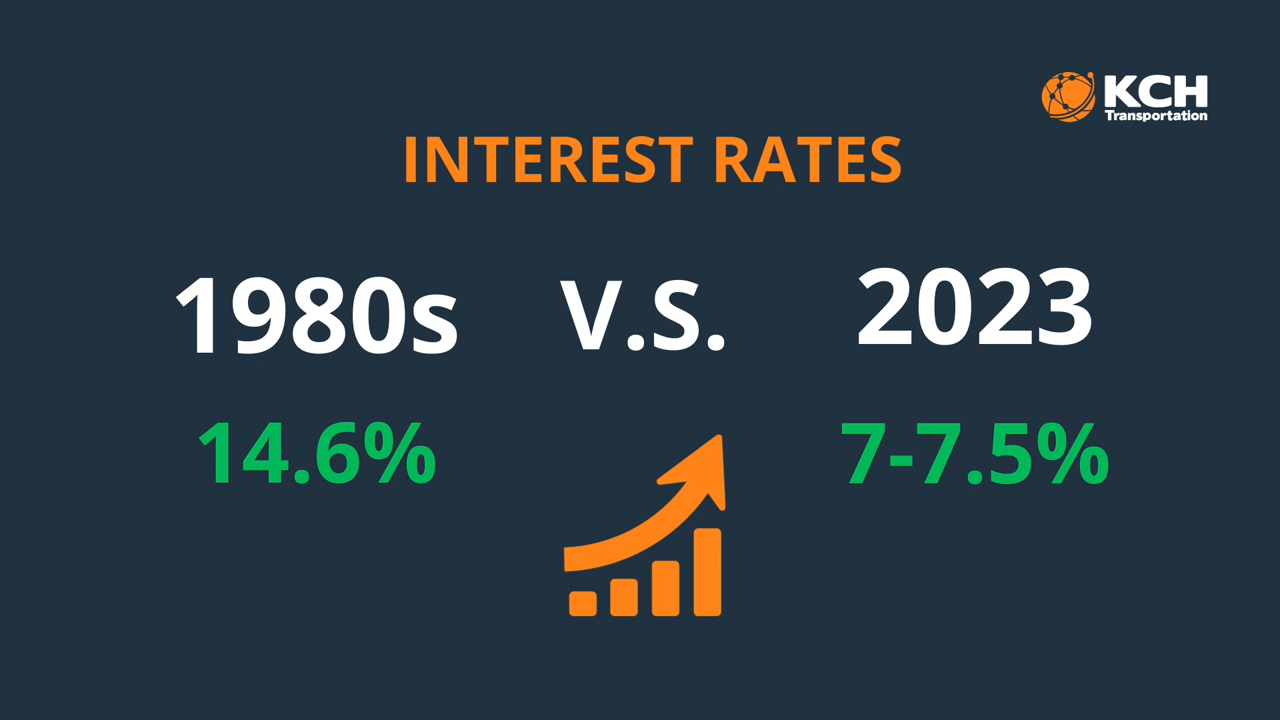 KCH
Transportation
INTEREST RATES
1980s V.S. 2023
14.6% 7-7.5%